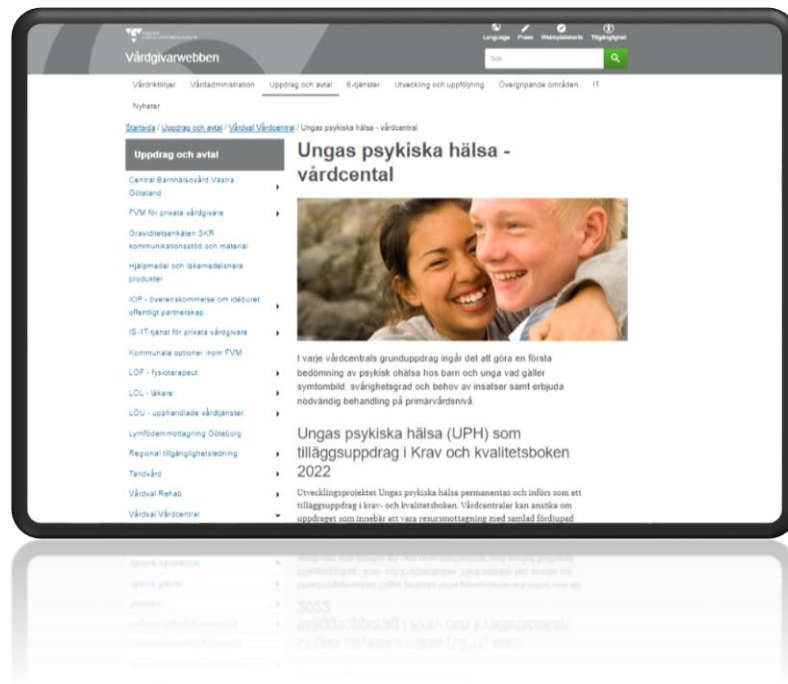 Language Press Webbplatskarta Tillgänglighet
Vårdgivarwebben
Sök
Vårdriktlinjer Vårdadministration Uppdrag och avtal E-tjänster Utveckling och uppföljning Övergripande områden IT
Nyheter
Startsida / Uppdrag och avtal / Vårdval Vårdcentral / Ungas psykiska hälsa - vårdcentral
Uppdrag och avtal
Central Barnhälsovård Västra
Götaland
FVM för privata vårdgivare
Graviditetsenkäten SKR
kommunikationsstöd och material
Hjälpmedel och läkemedelsnära
produkter
IOP - överenskommelse om idéburet
offentligt partnerskap
IS-/IT-tjänst för privata vårdgivare
Kommunala optioner inom FVM
LOF - fysioterapeut
LOL - läkare
LOU - upphandlade vårdtjänster
Lymfödemmottagning Göteborg
Regional tillgänglighetsledning
Tandvård
Vårdval Rehab
Vårdval Vårdcentral
Ungas psykiska hälsa -
vårdcental
I varje vårdcentrals grunduppdrag ingår det att göra en första
bedömning av psykisk ohälsa hos barn och unga vad gäller
symtombild, svårighetsgrad och behov av insatser samt erbjuda
nödvändig behandling på primärvårdsnivå.
Ungas psykiska hälsa (UPH) som
tilläggsuppdrag i Krav och kvalitetsboken
2022
Utvecklingsprojektet Ungas psykiska hälsa permanentas och införs som ett
tilläggsuppdrag i krav- och kvalitetsboken. Vårdcentraler kan ansöka om
uppdraget som innebär att vara resursmottagning med samlad fördjupad